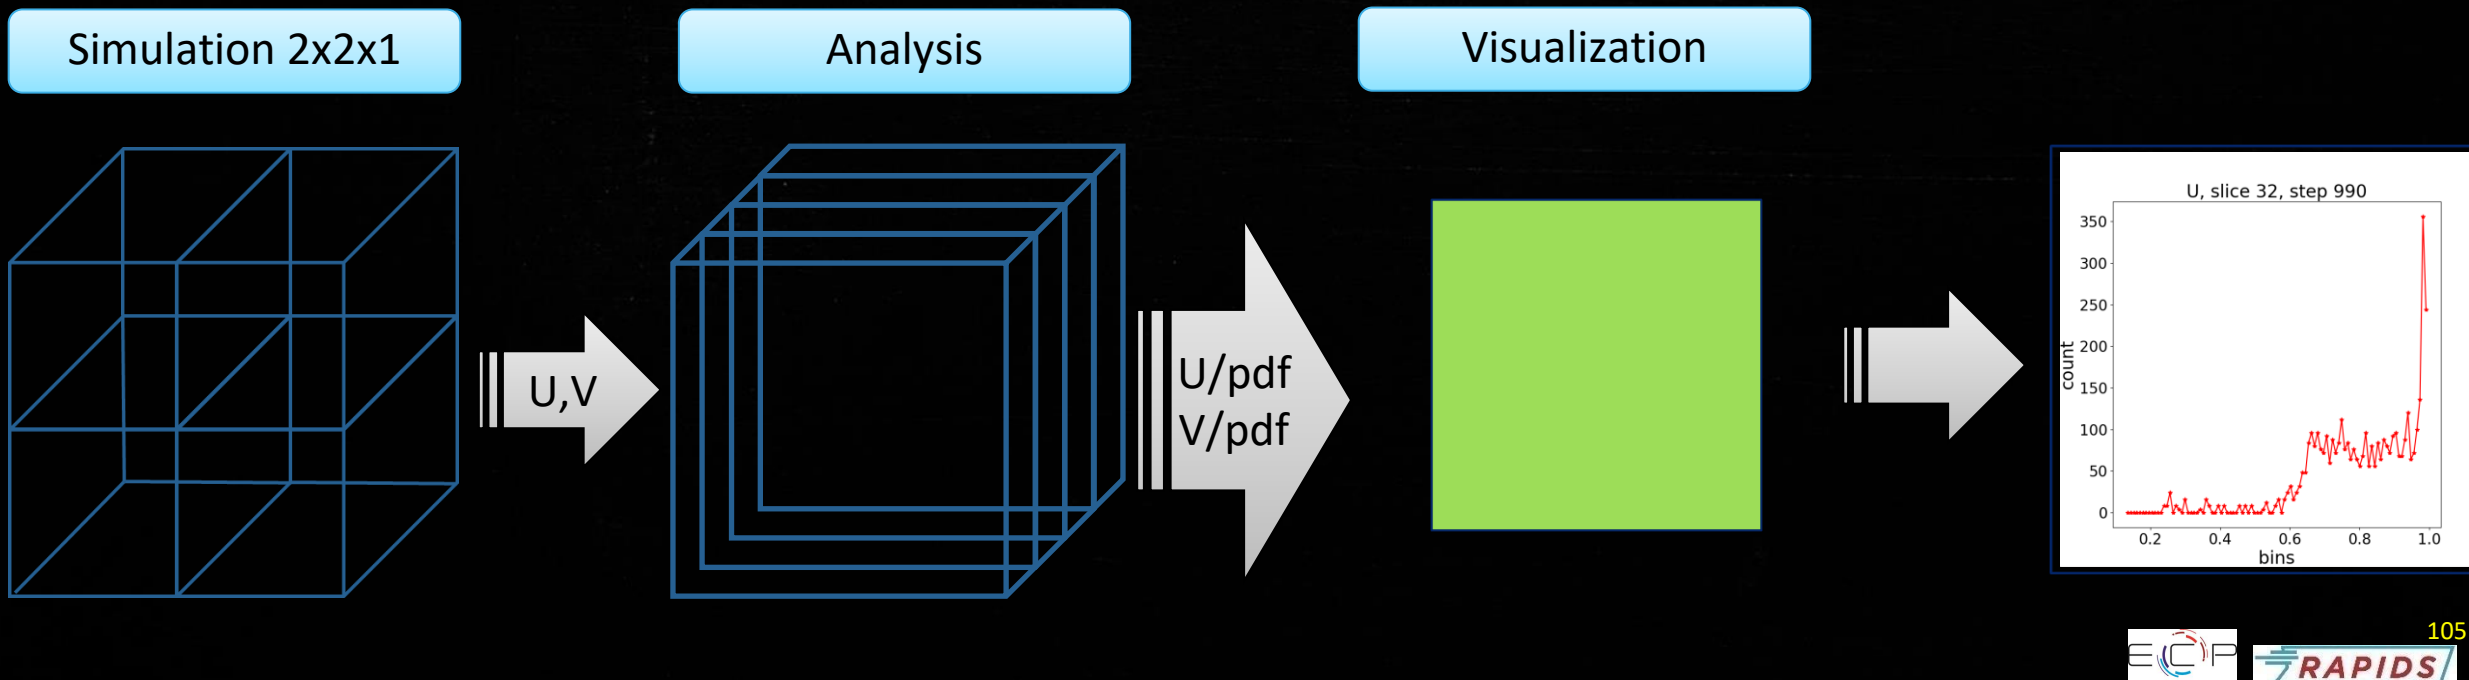 Simulation 2x2x1
Analysis
Visualization
U,V
U/pdf
V/pdf
U, slice 32, step 990
350
300
250
200
150
100
50
0
count
0.2 0.4 0.6 0.8 1.0
bins
105
ECP
RAPIDS